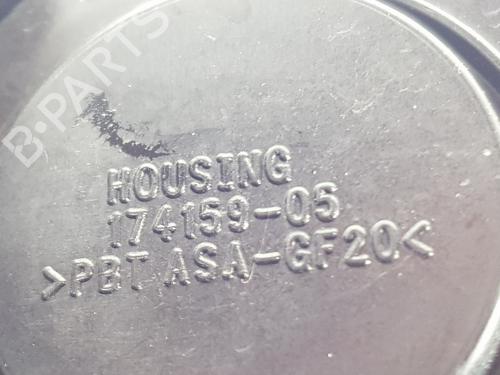 B-PARTS
HOUSING
174159-05
>PBT ASA-GF20<